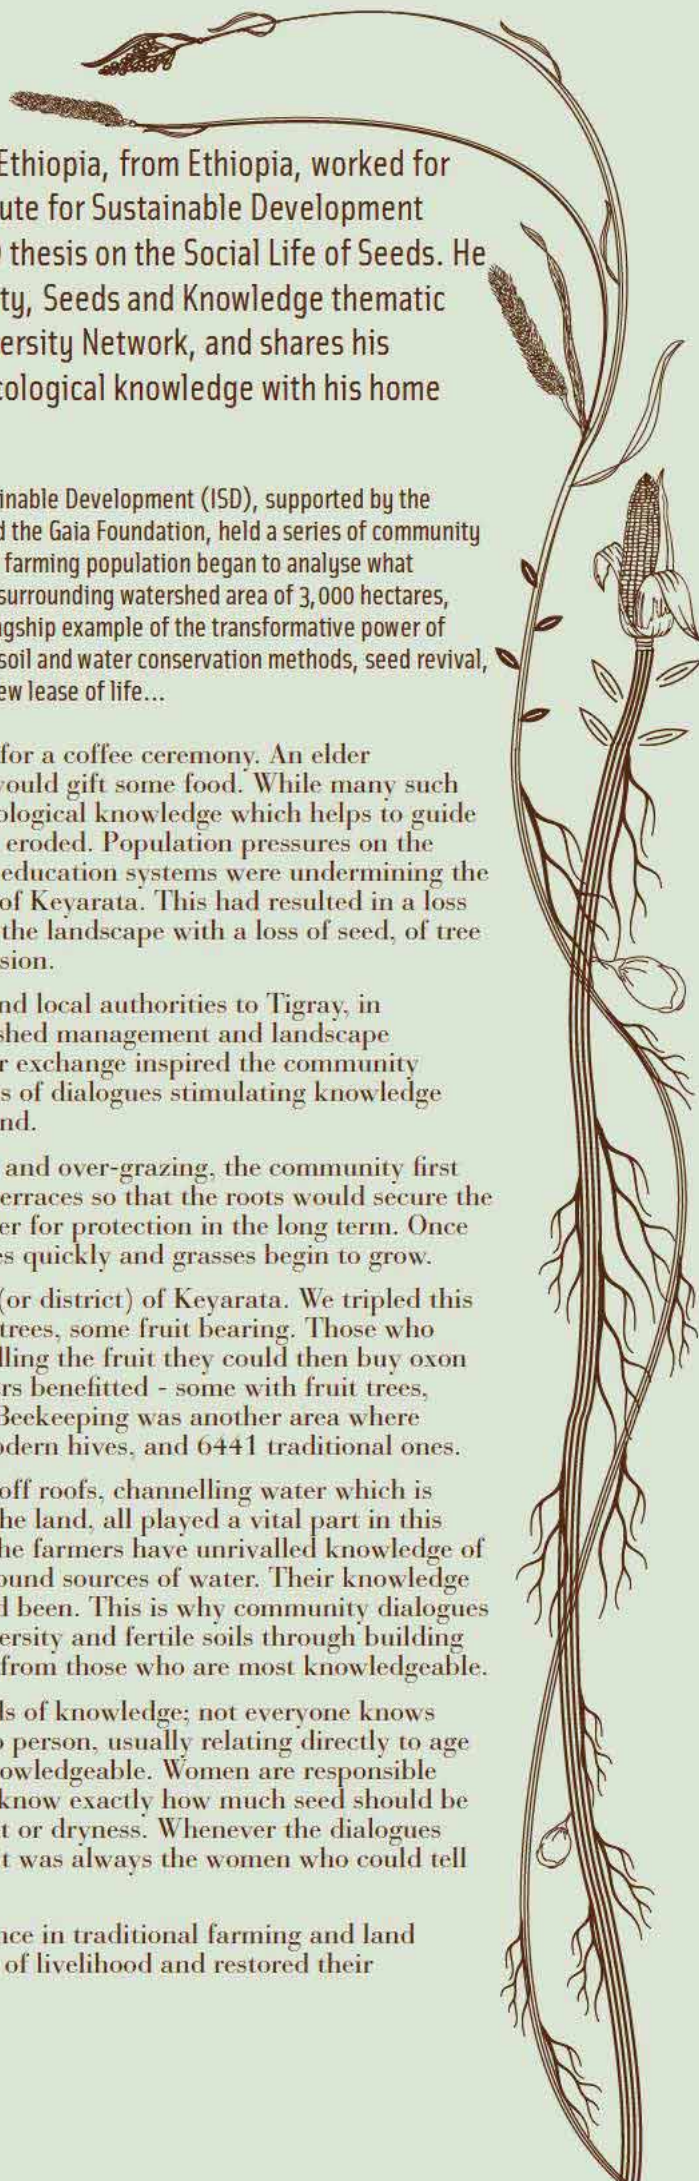 Ethiopia, from Ethiopia, worked for
ute for Sustainable Development
thesis on the Social Life of Seeds. He
ty, Seeds and Knowledge thematic
ersity Network, and shares his
cological knowledge with his home
inable Development (ISD), supported by the
d the Gaia Foundation, held a series of community
farming population began to analyse what
surrounding watershed area of 3,000 hectares,
gship example of the transformative power of
soil and water conservation methods, seed revival,
ew lease of life...
for a coffee ceremony. An elder
would gift some food. While many such
ological knowledge which helps to guide
eroded. Population pressures on the
education systems were undermining the
of Keyarata. This had resulted in a loss
the landscape with a loss of seed, of tree
sion.
nd local authorities to Tigray, in
shed management and landscape
r exchange inspired the community
s of dialogues stimulating knowledge
nd.
and over-grazing, the community first
erraces so that the roots would secure the
er for protection in the long term. Once
es quickly and grasses begin to grow.
(or district) of Keyarata. We tripled this
trees, some fruit bearing. Those who
lling the fruit they could then buy oxon
rs benefitted - some with fruit trees,
Beekeeping was another area where
odern hives, and 6441 traditional ones.
off roofs, channelling water which is
he land, all played a vital part in this
he farmers have unrivalled knowledge of
ound sources of water. Their knowledge
d been. This is why community dialogues
ersity and fertile soils through building
from those who are most knowledgeable.
ls of knowledge; not everyone knows
o person, usually relating directly to age
owledgeable. Women are responsible
know exactly how much seed should be
t or dryness. Whenever the dialogues
t was always the women who could tell
nce in traditional farming and land
of livelihood and restored their